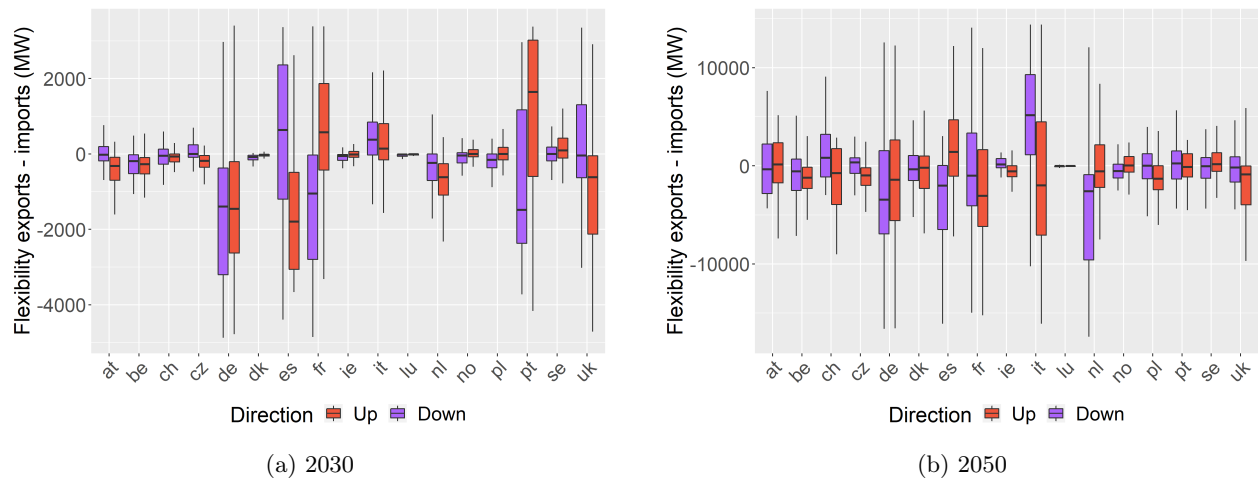 Flexibility exports - imports (MW)
2000
0
-2000
-4000
at be ch cz de dk es fr ie it lu nl no pl pt se uk
Direction Up Down
(a) 2030
Flexibility exports - imports (MW)
10000
0
-10000
at be ch cz de dk es fr ie it lu nl no pl pt se uk
Direction Up Down
(b) 2050